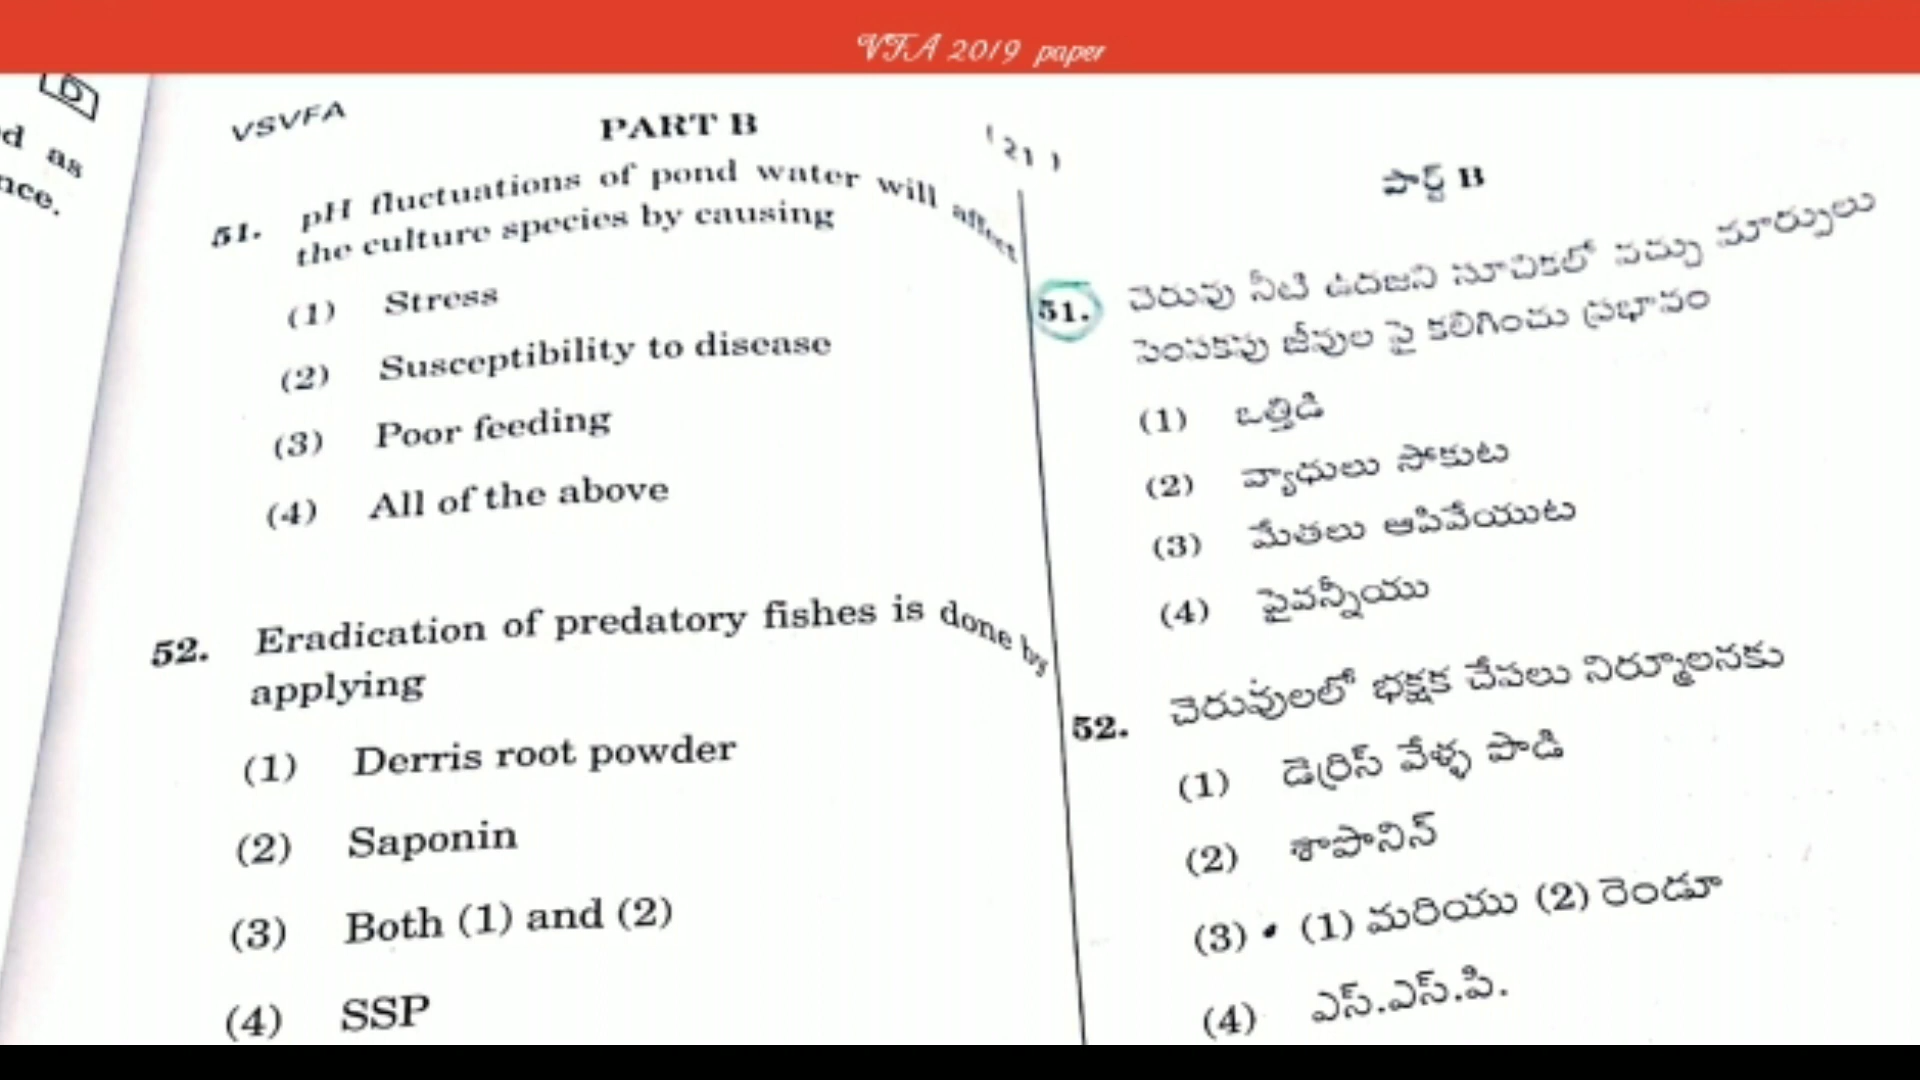 VFA 2019 paper
D
d as
nce.
VSVFA
PART B
( 21 )
51. pH fluctuations of pond water will affect
the culture species by causing
(1) Stress
(2) Susceptibility to disease
(3) Poor feeding
(4) All of the above
52. Eradication of predatory fishes is done by
applying
(1) Derris root powder
(2) Saponin
(3) Both (1) and (2)
(4) SSP
పార్ట్ B
51. చెరువు నీటి ఉదజని సూచికలో వచ్చు మార్పులు
పెంపకపు జీవుల పై కలిగించు ప్రభావం
(1) ఒత్తిడి
(2) వ్యాధులు సోకుట
(3) మేతలు ఆపివేయుట
(4) పైవన్నీయు
52. చెరువులలో భక్షక చేపలు నిర్మూలనకు
(1) డెర్రిస్ వేళ్ళ పొడి
(2) శాపొనిన్
(3) (1) మరియు (2) రెండూ
(4) ఎస్.ఎస్.పి.